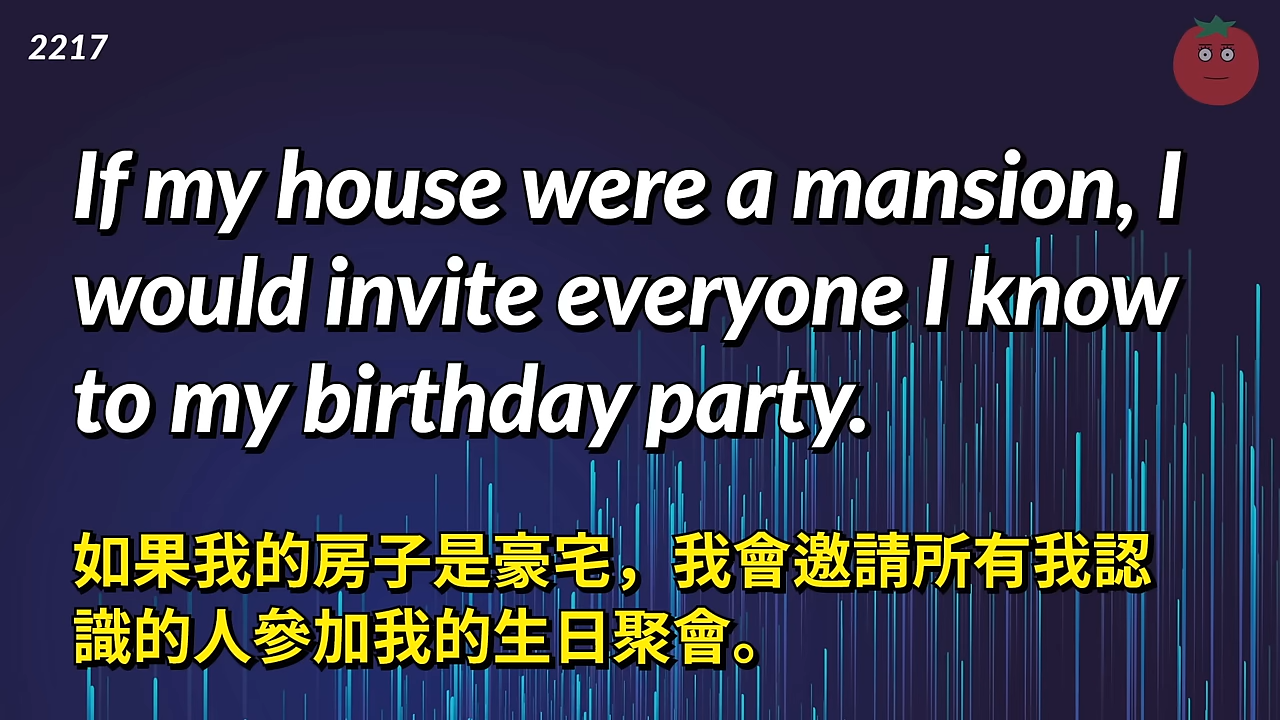 2217
If my house were a mansion, I
would invite everyone I know
to my birthday party.
如果我的房子是豪宅，我會邀請所有我認
識的人參加我的生日聚會。